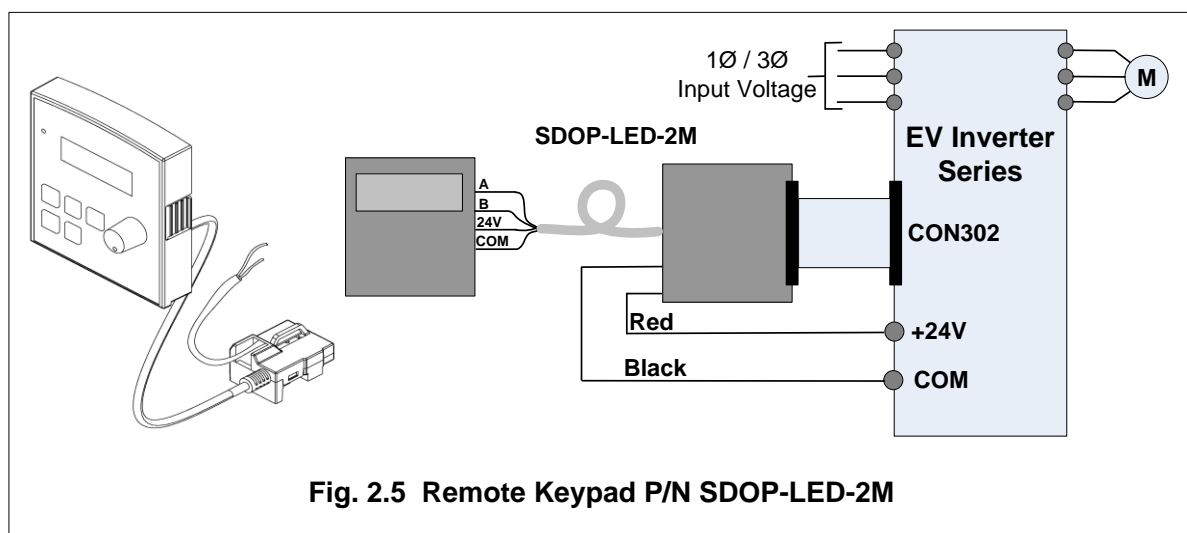 1Ø / 3Ø
Input Voltage
M
EV Inverter
Series
SDOP-LED-2M
A
B
24V
COM
CON302
Red
+24V
Black
COM
Fig. 2.5 Remote Keypad P/N SDOP-LED-2M